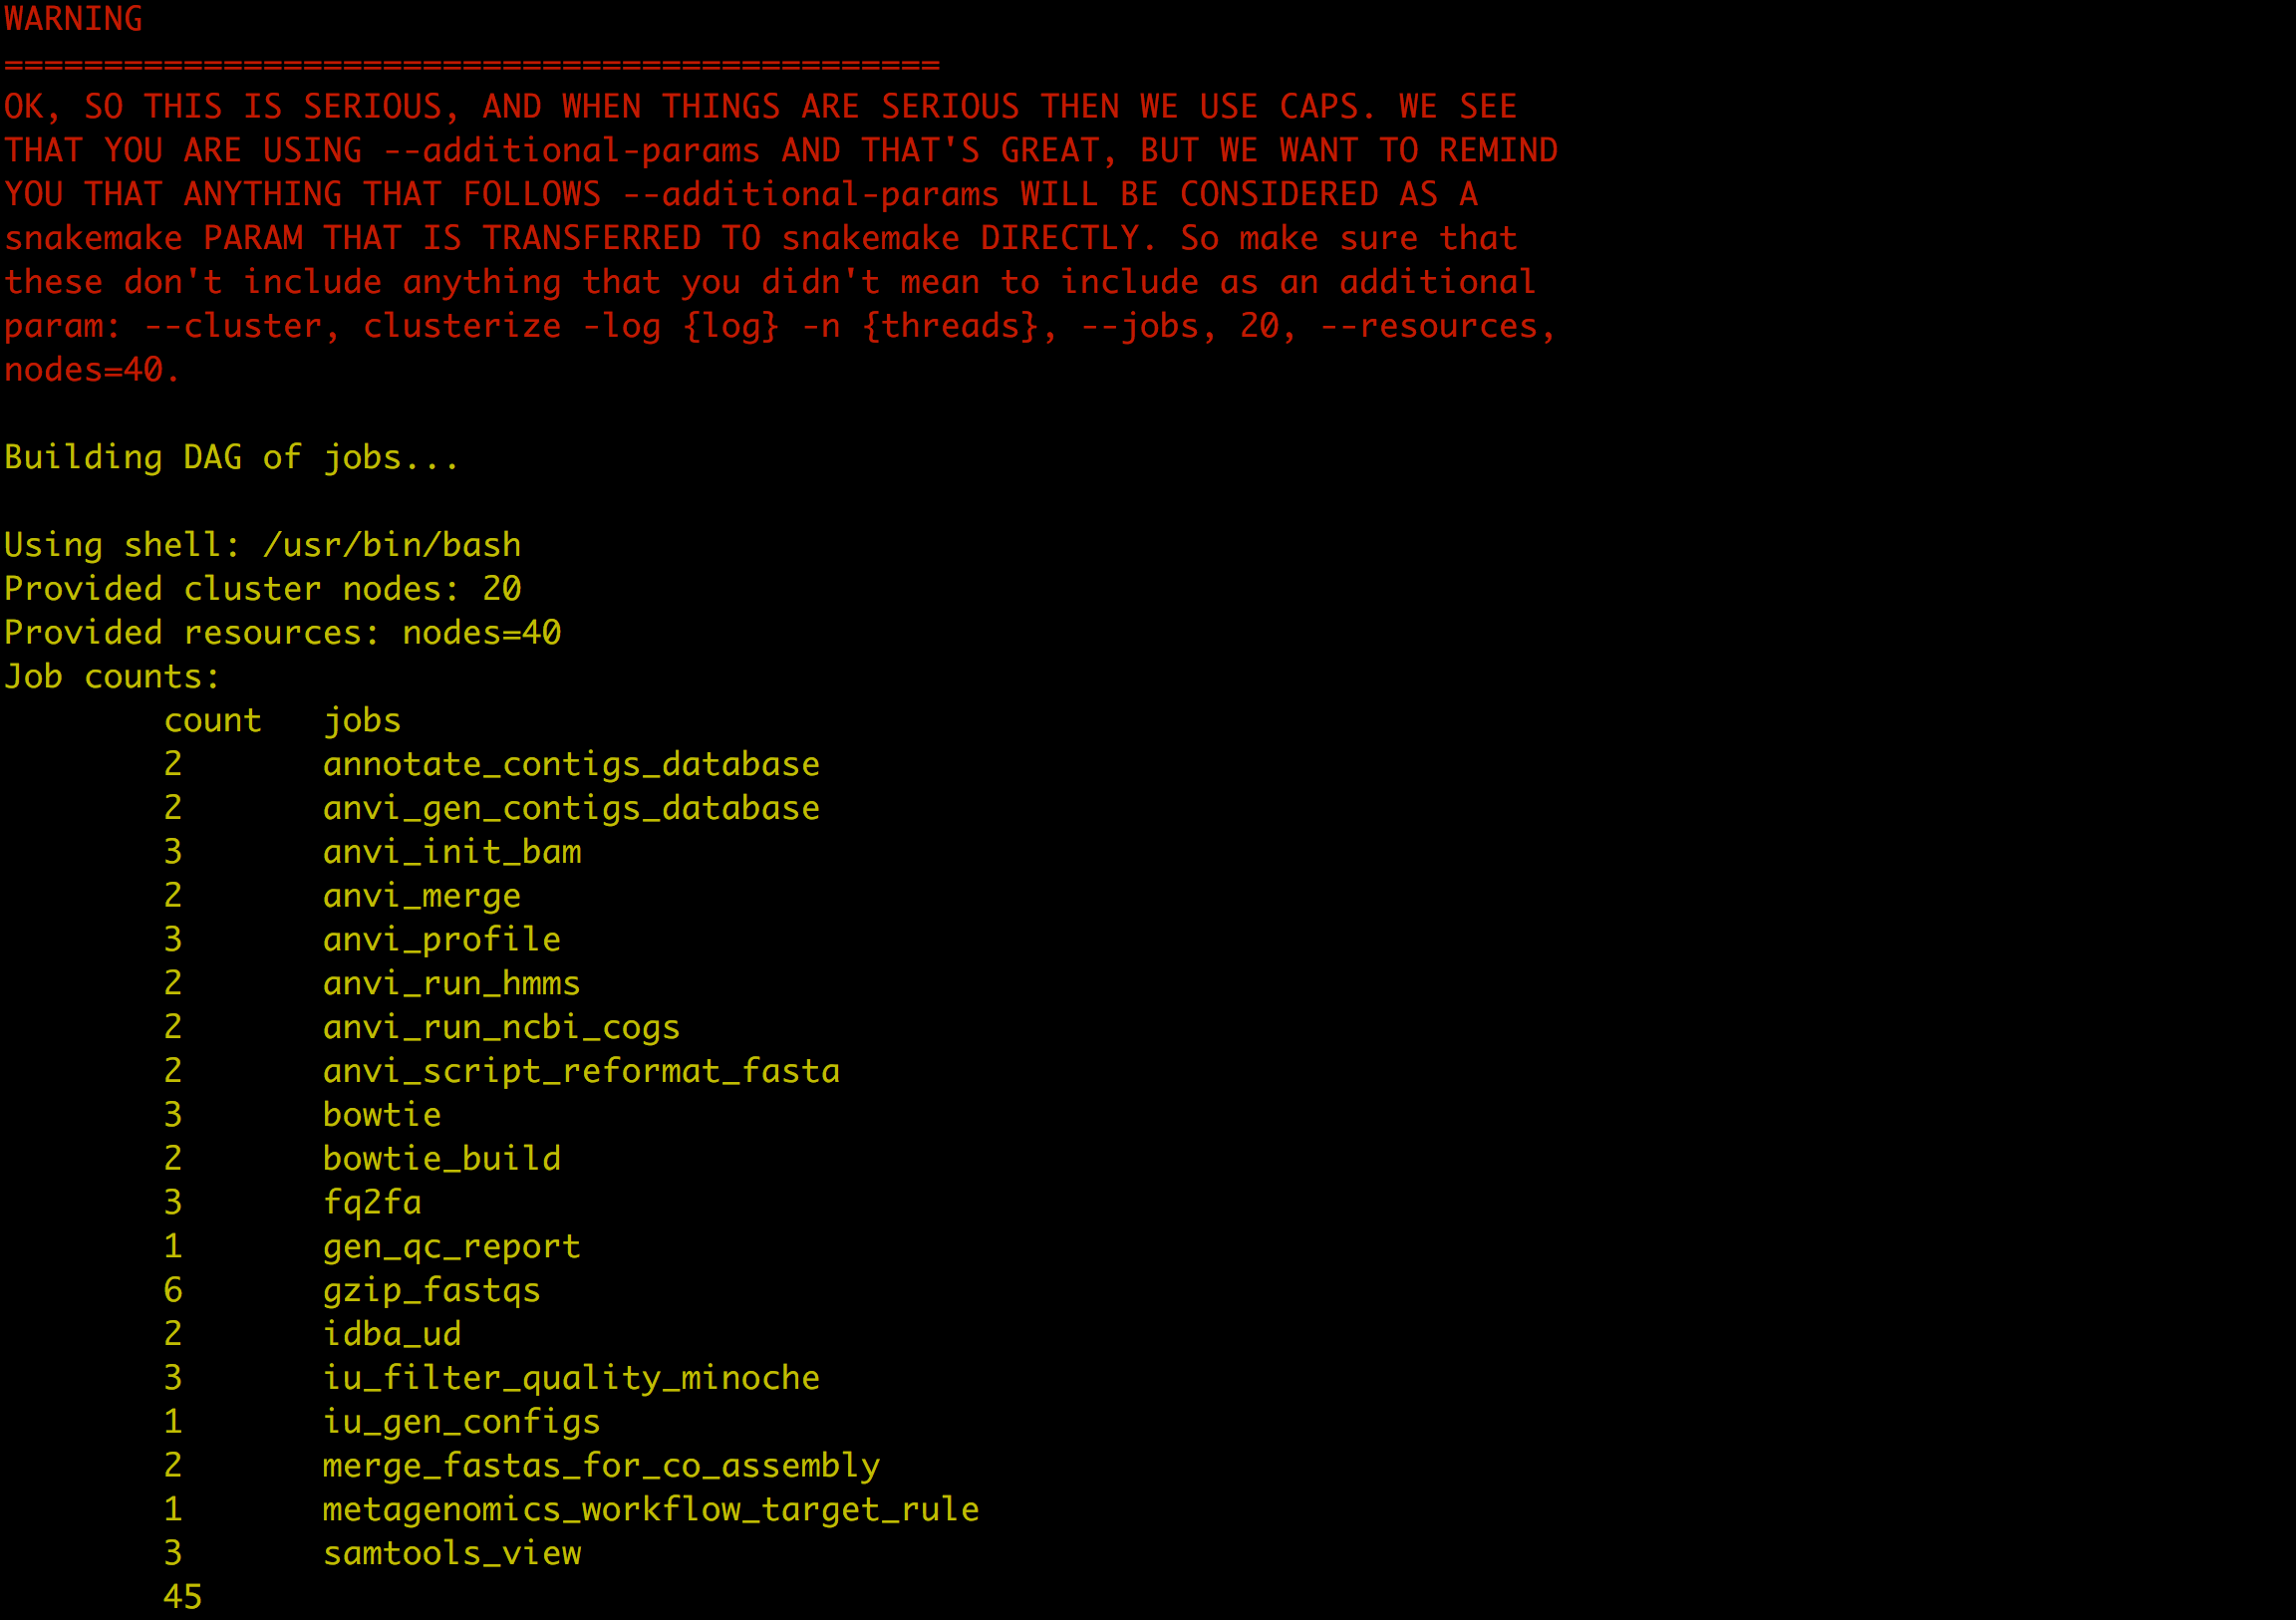 WARNING
===============================================
OK, SO THIS IS SERIOUS, AND WHEN THINGS ARE SERIOUS THEN WE USE CAPS. WE SEE
THAT YOU ARE USING --additional-params AND THAT'S GREAT, BUT WE WANT TO REMIND
YOU THAT ANYTHING THAT FOLLOWS --additional-params WILL BE CONSIDERED AS A
snakemake PARAM THAT IS TRANSFERRED TO snakemake DIRECTLY. So make sure that
these don't include anything that you didn't mean to include as an additional
param: --cluster, clusterize -log {log} -n {threads}, --jobs, 20, --resources,
nodes=40.
Building DAG of jobs...
Using shell: /usr/bin/bash
Provided cluster nodes: 20
Provided resources: nodes=40
Job counts:
count jobs
2 annotate_contigs_database
2 anvi_gen_contigs_database
3 anvi_init_bam
2 anvi_merge
3 anvi_profile
2 anvi_run_hmms
2 anvi_run_ncbi_cogs
2 anvi_script_reformat_fasta
3 bowtie
2 bowtie_build
3 fq2fa
1 gen_qc_report
6 gzip_fastqs
2 idba_ud
3 iu_filter_quality_minoche
1 iu_gen_configs
2 merge_fastas_for_co_assembly
1 metagenomics_workflow_target_rule
3 samtools_view
45